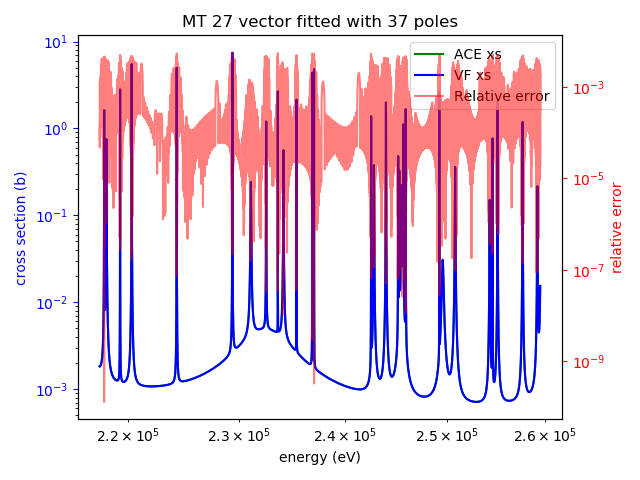 MT 27 vector fitted with 37 poles
ACE xs
VF xs
Relative error
cross section (b)
10¹
10⁰
10⁻¹
10⁻²
10⁻³
relative error
10⁻³
10⁻⁵
10⁻⁷
10⁻⁹
2.2 × 10⁵ 2.3 × 10⁵ 2.4 × 10⁵ 2.5 × 10⁵ 2.6 × 10⁵
energy (eV)